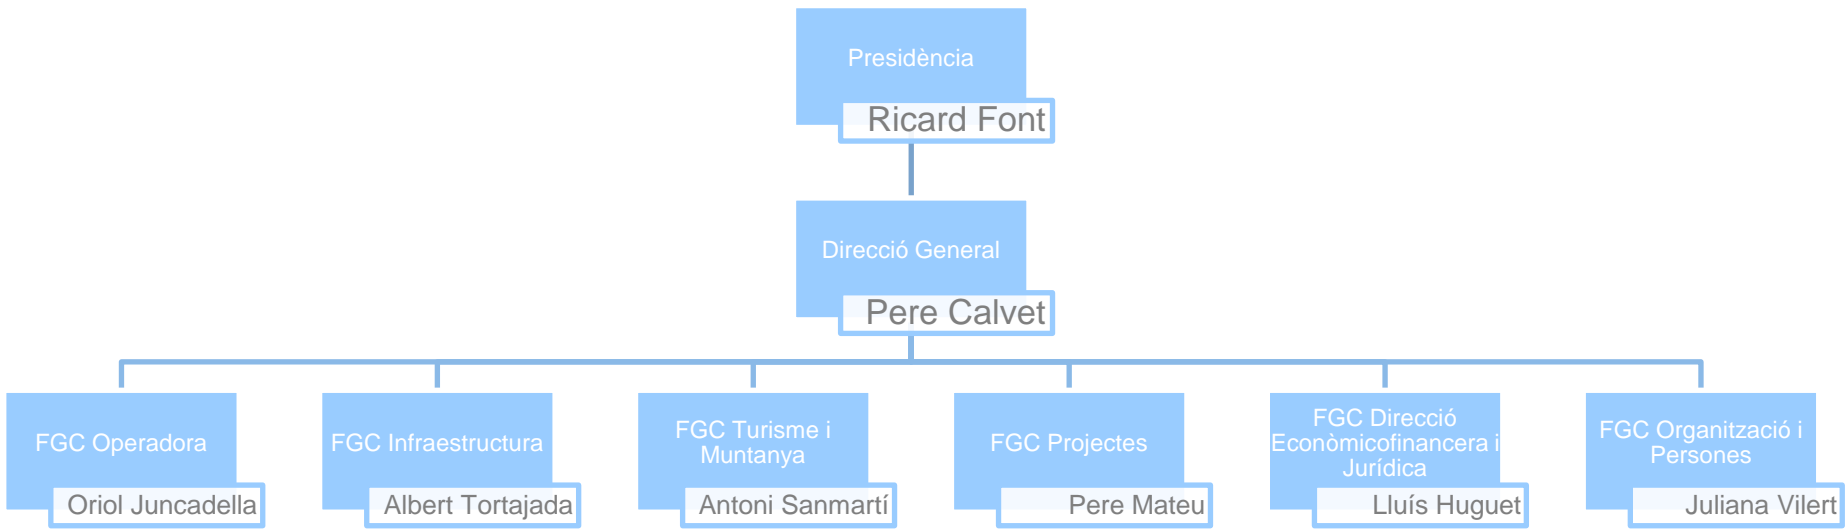 Presidència
Ricard Font
Direcció General
Pere Calvet
FGC Operadora
Oriol Juncadella
FGC Infraestructura
Albert Tortajada
FGC Turisme i
Muntanya
Antoni Sanmartí
FGC Projectes
Pere Mateu
FGC Direcció
Econòmicofinancera i
Jurídica
Lluís Huguet
FGC Organització i
Persones
Juliana Vilert